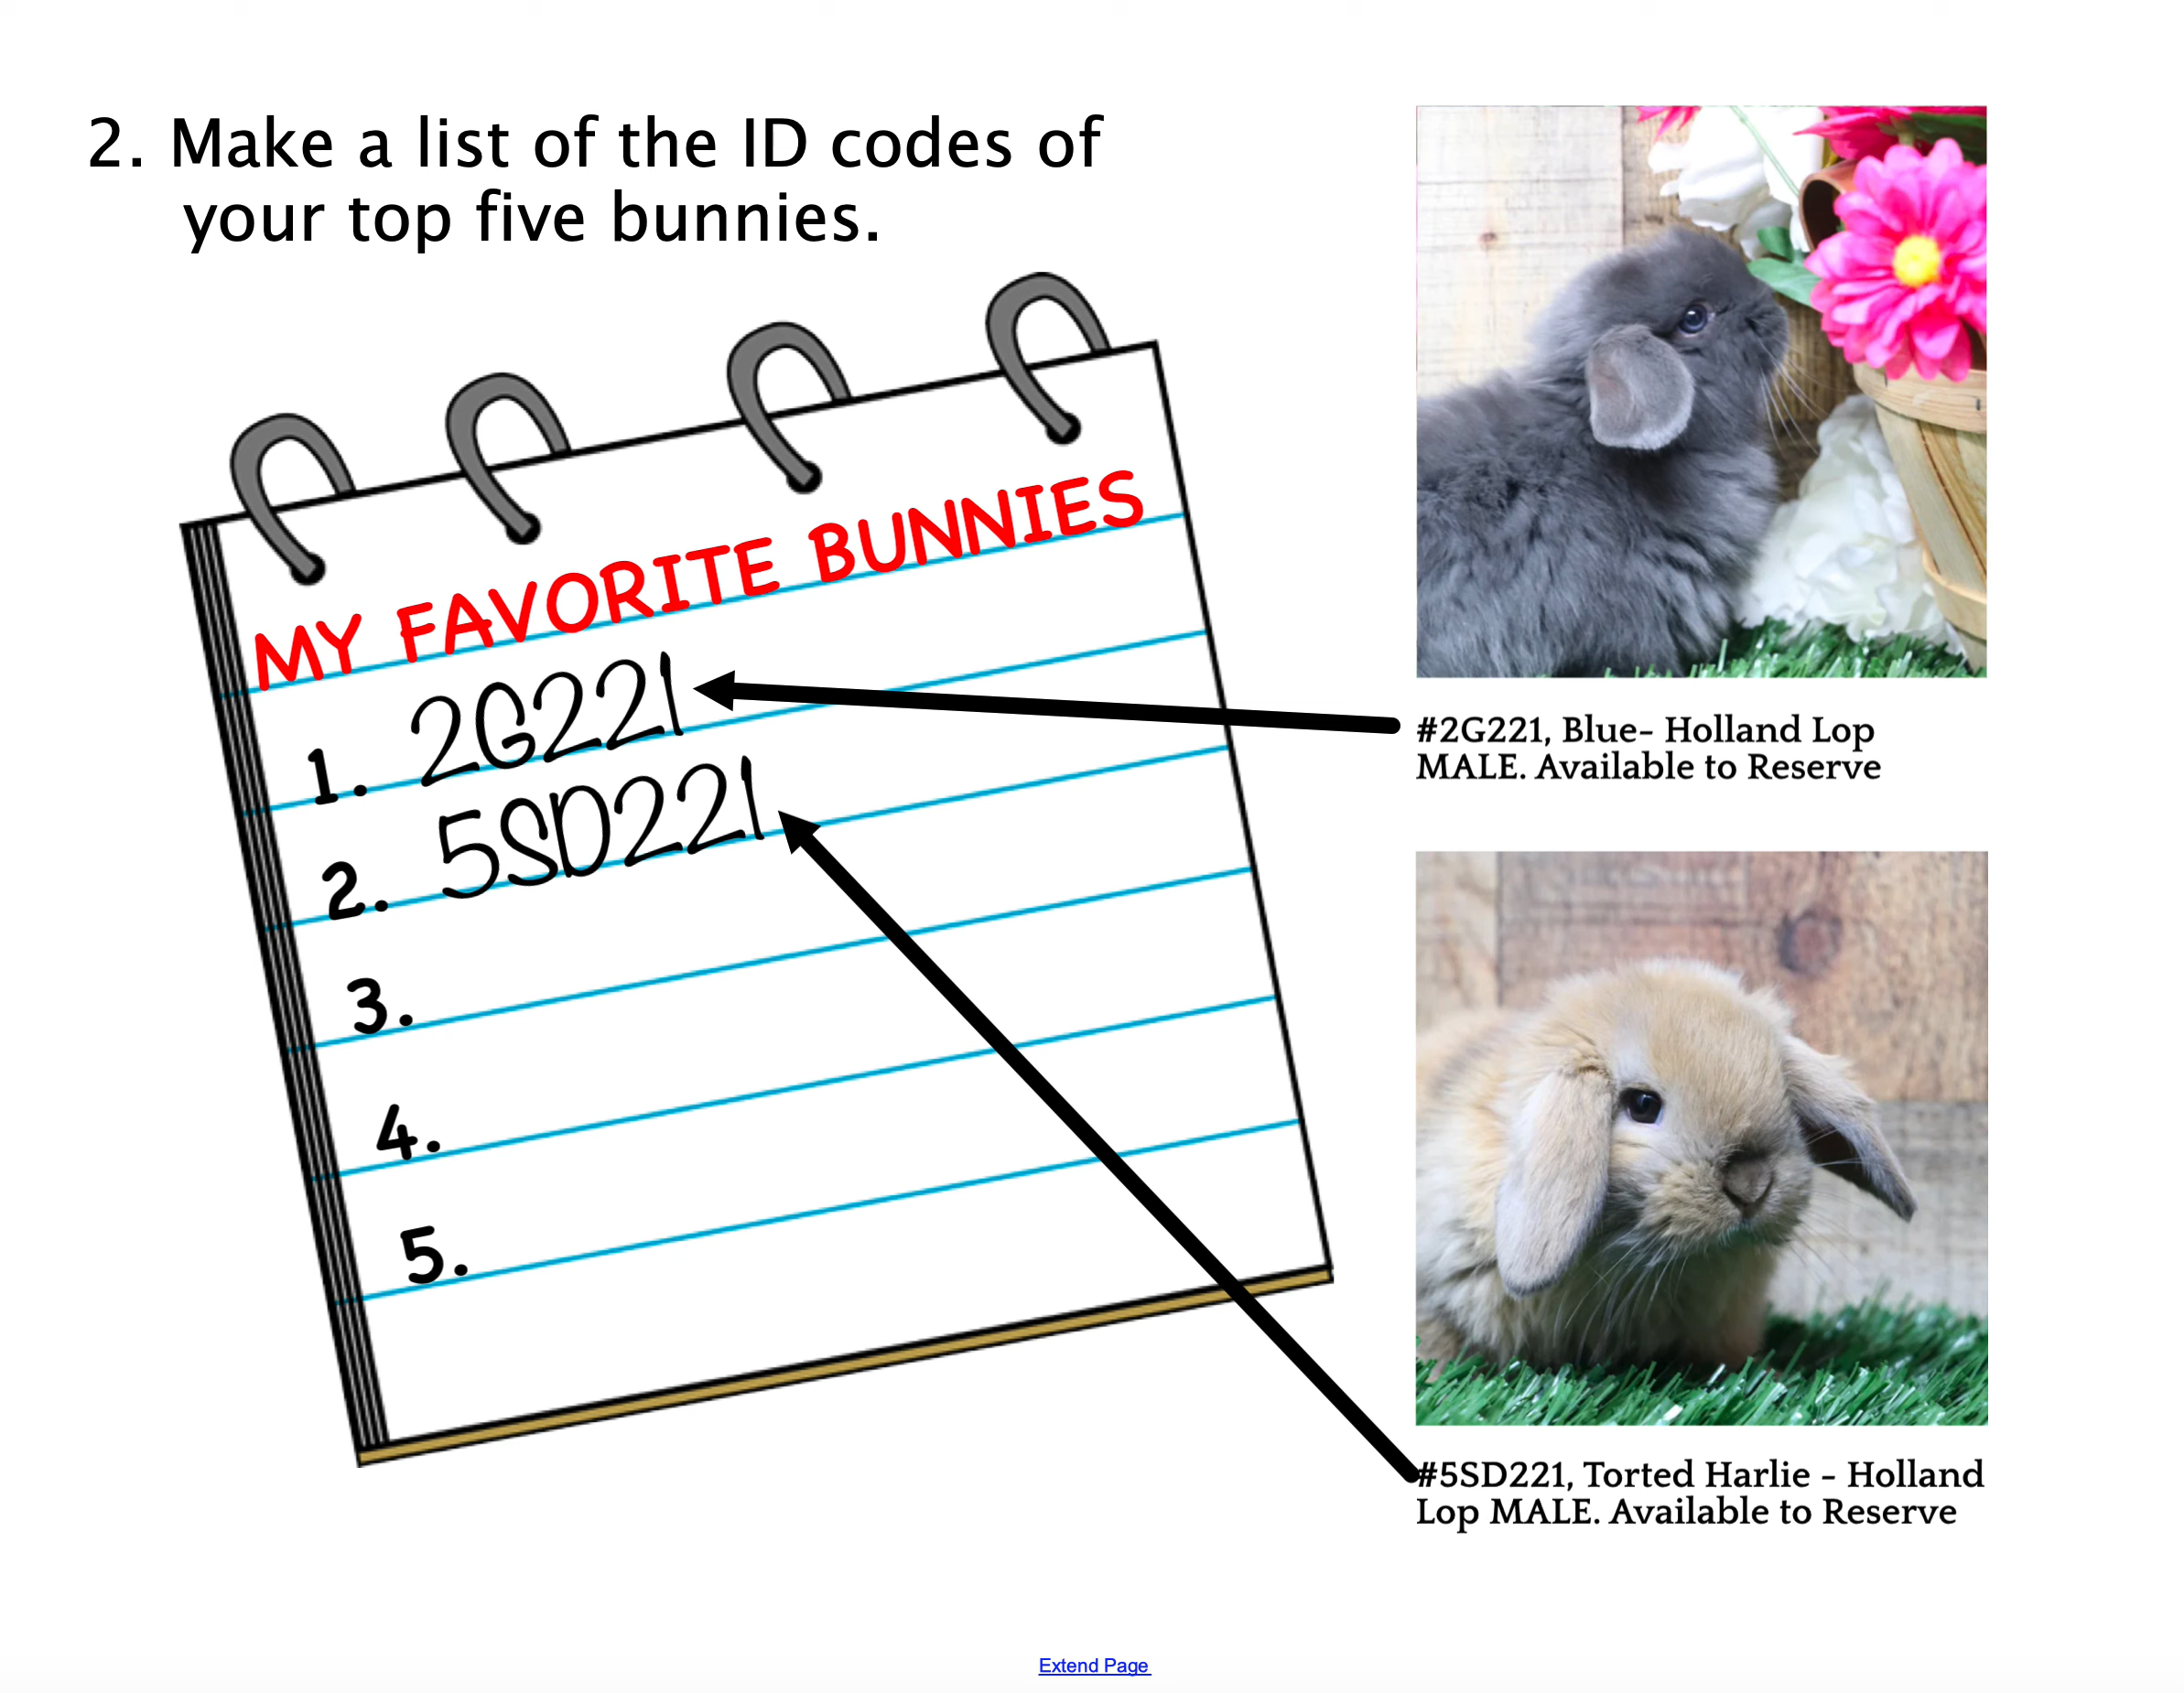 2. Make a list of the ID codes of
your top five bunnies.
MY FAVORITE BUNNIES
1. 2G221
2. 5SD221
3.
4.
5.
#2G221, Blue- Holland Lop
MALE. Available to Reserve
#5SD221, Torted Harlie - Holland
Lop MALE. Available to Reserve
Extend Page